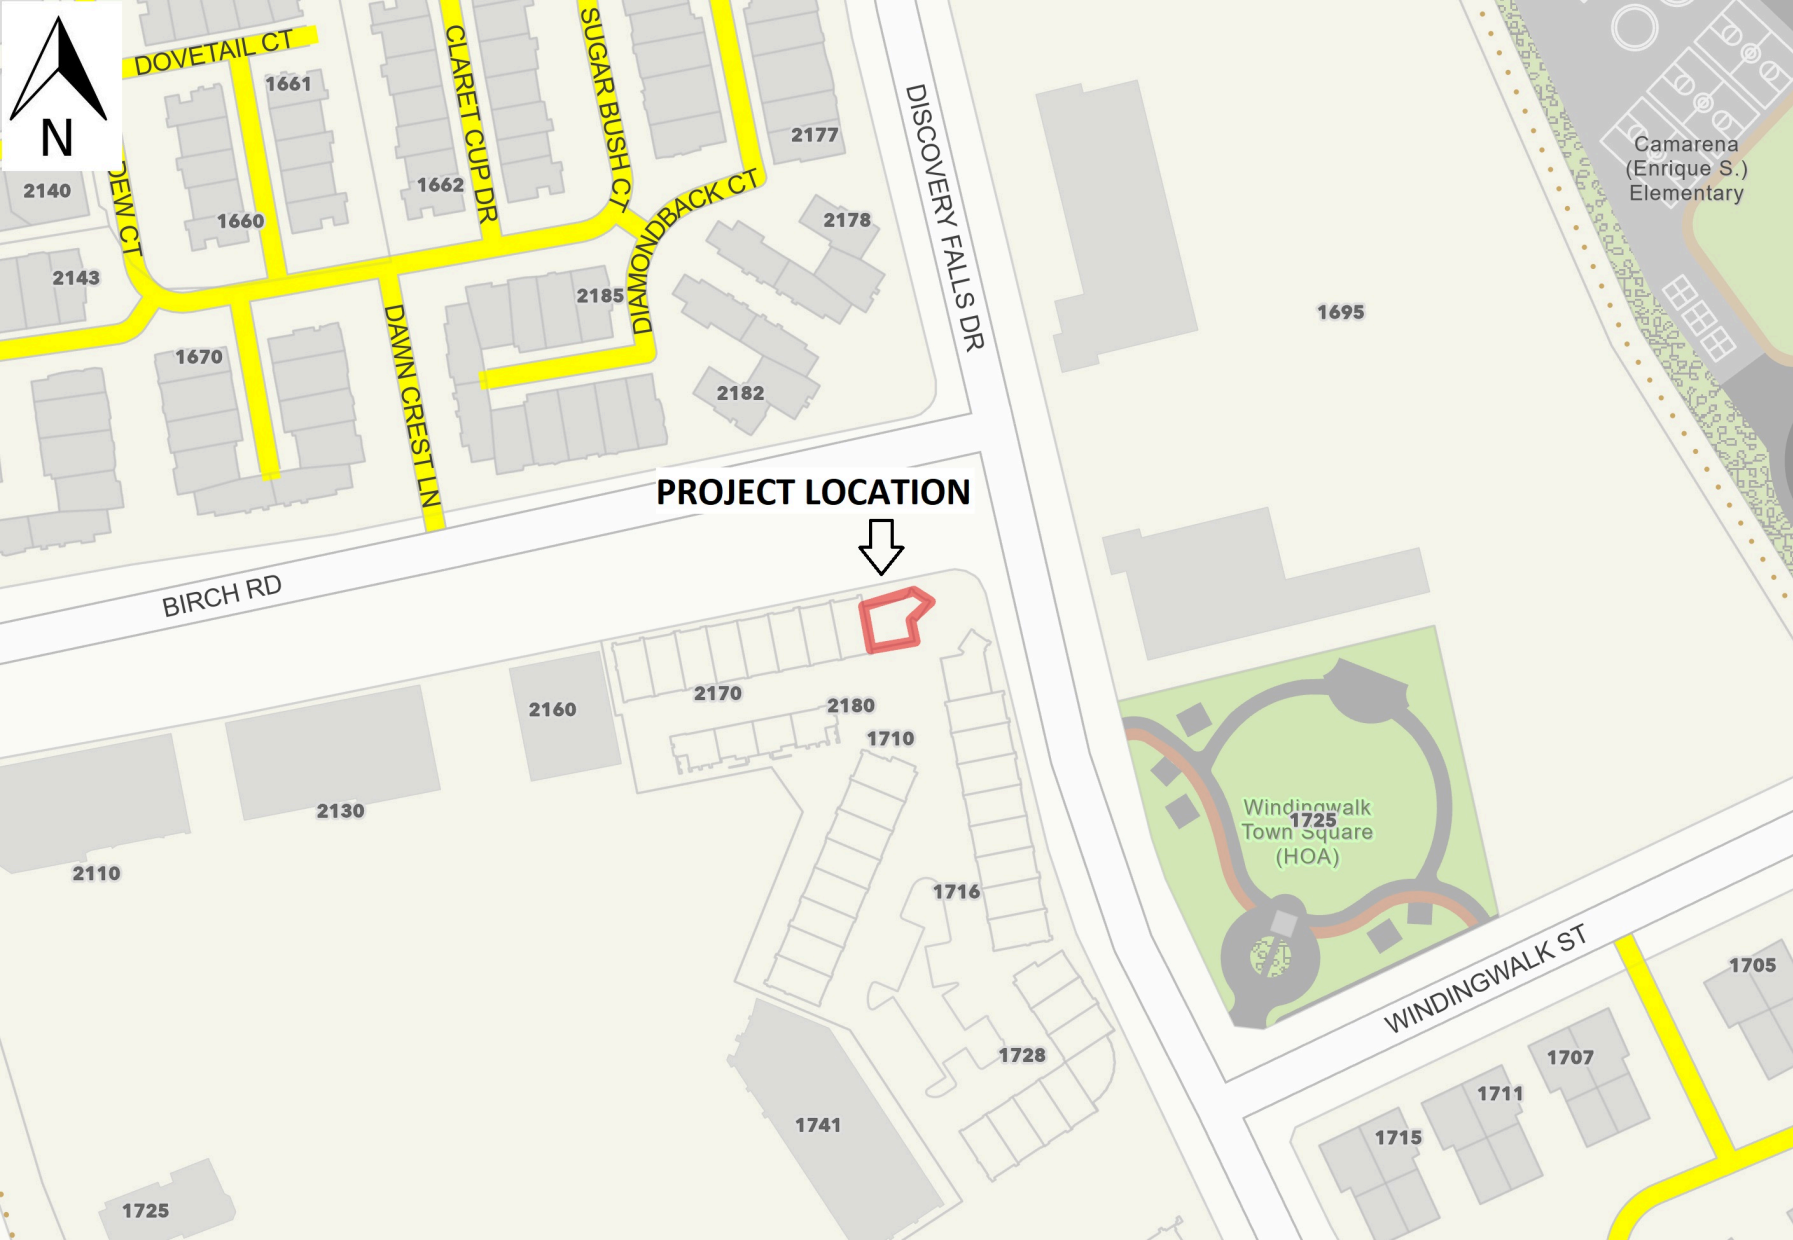 DOVETAIL CT
N
DEW CT
CLARET CUP DR
SUGAR BUSH CT
DIAMONDBACK CT
DISCOVERY FALLS DR
DAWN CREST LN
1661
2177
2140
1662
1660
2178
2143
2185
1670
2182
1695
Camarena
(Enrique S.)
Elementary
PROJECT LOCATION
BIRCH RD
2160
2170
2180
1710
2130
2110
Windingwalk
Town Square
(HOA)
1725
1716
WINDINGWALK ST
1705
1728
1707
1711
1741
1715
1725